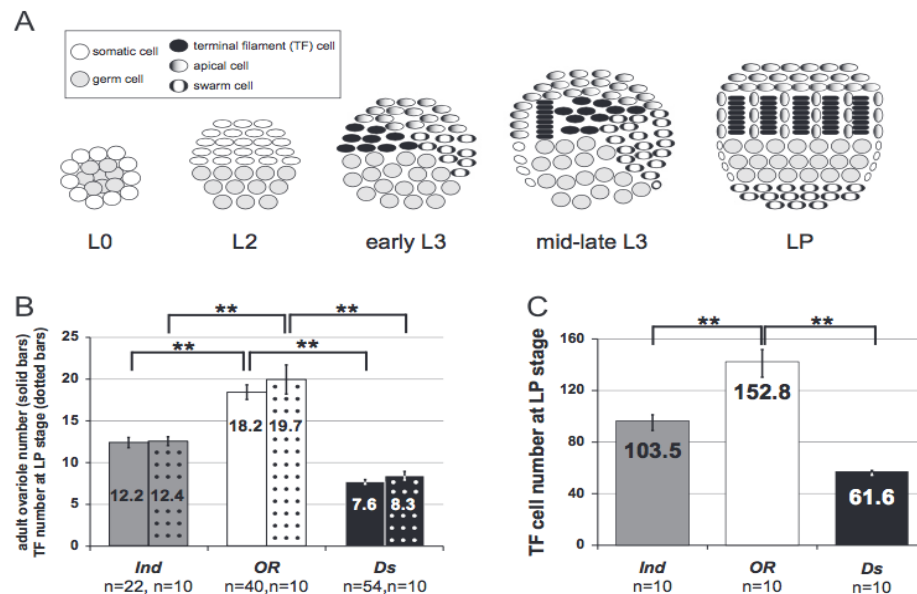 A
somatic cell
germ cell
terminal filament (TF) cell
apical cell
swarm cell
L0
L2
early L3
mid-late L3
LP
B
adult ovariole number (solid bars)
TF number at LP stage (dotted bars)
25
20
15
10
5
0
**
**
**
**
12.2
12.4
18.2
19.7
7.6
8.3
Ind
OR
Ds
n=22, n=10
n=40,n=10
n=54,n=10
C
TF cell number at LP stage
160
120
80
40
0
**
**
103.5
152.8
61.6
Ind
OR
Ds
n=10
n=10
n=10